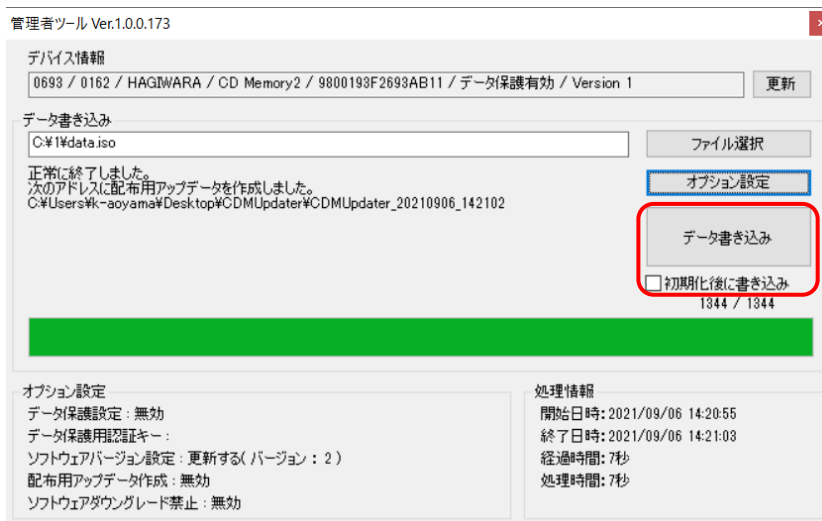 管理者ツール Ver.1.0.0.173
×
デバイス情報
0693 / 0162 / HAGIWARA / CD Memory2 / 9800193F2693AB11 / データ保護有効 / Version 1
更新
データ書き込み
C:¥1¥data.iso
ファイル選択
正常に終了しました。
次のアドレスに配布用アップデータを作成しました。
C:¥Users¥k-aoyama¥Desktop¥CDMUpdater¥CDMUpdater_20210906_142102
オプション設定
データ書き込み
初期化後に書き込み
1344 / 1344
オプション設定
データ保護設定：無効
データ保護用認証キー：
ソフトウェアバージョン設定：更新する( バージョン : 2 )
配布用アップデータ作成：無効
ソフトウェアダウングレード禁止：無効
処理情報
開始日時: 2021/09/06 14:20:55
終了日時: 2021/09/06 14:21:03
経過時間: 7秒
処理時間: 7秒